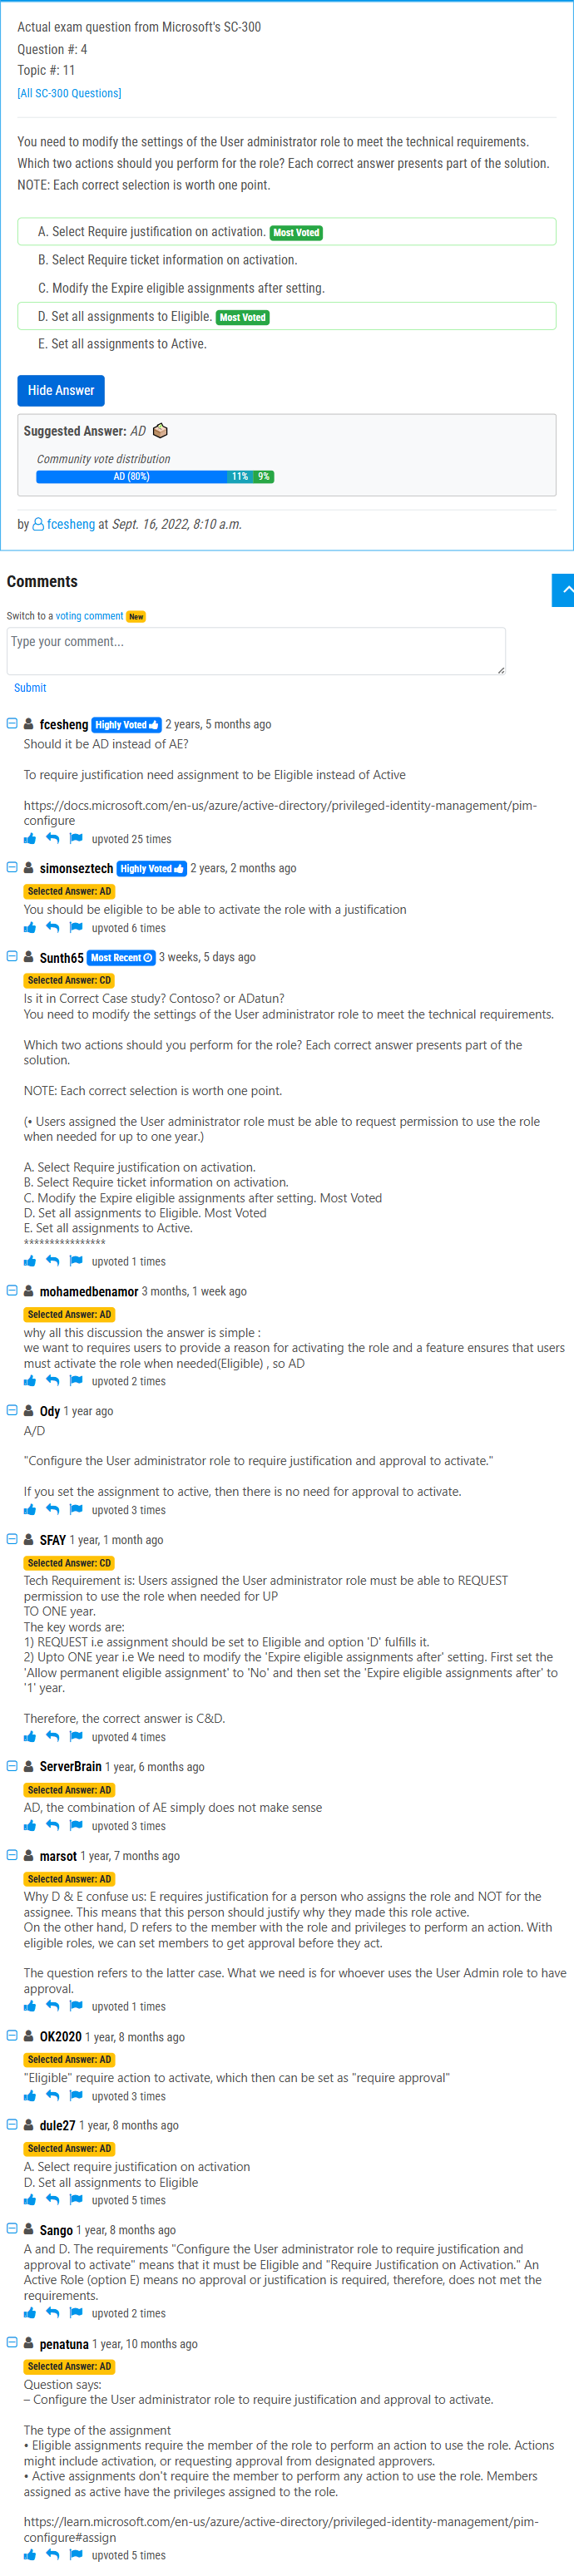 Actual exam question from Microsoft's SC-300
Question #: 4
Topic #: 11
[All SC-300 Questions]
You need to modify the settings of the User administrator role to meet the technical requirements.
Which two actions should you perform for the role? Each correct answer presents part of the solution.
NOTE: Each correct selection is worth one point.
A. Select Require justification on activation. Most Voted
B. Select Require ticket information on activation.
C. Modify the Expire eligible assignments after setting.
D. Set all assignments to Eligible. Most Voted
E. Set all assignments to Active.
Hide Answer
Suggested Answer: AD
Community vote distribution
AD (80%) 11% 9%
by fcesheng at Sept. 16, 2022, 8:10 a.m.
Comments
Switch to a voting comment New
Type your comment...
Submit
fcesheng Highly Voted 2 years, 5 months ago
Should it be AD instead of AE?
To require justification need assignment to be Eligible instead of Active
https://docs.microsoft.com/en-us/azure/active-directory/privileged-identity-management/pim-
configure
upvoted 25 times
simonseztech Highly Voted 2 years, 2 months ago
Selected Answer: AD
You should be eligible to be able to activate the role with a justification
upvoted 6 times
Sunth65 Most Recent 3 weeks, 5 days ago
Selected Answer: CD
Is it in Correct Case study? Contoso? or ADatun?
You need to modify the settings of the User administrator role to meet the technical requirements.
Which two actions should you perform for the role? Each correct answer presents part of the
solution.
NOTE: Each correct selection is worth one point.
(• Users assigned the User administrator role must be able to request permission to use the role
when needed for up to one year.)
A. Select Require justification on activation.
B. Select Require ticket information on activation.
C. Modify the Expire eligible assignments after setting. Most Voted
D. Set all assignments to Eligible. Most Voted
E. Set all assignments to Active.
****************
upvoted 1 times
mohamedbenamor 3 months, 1 week ago
Selected Answer: AD
why all this discussion the answer is simple :
we want to requires users to provide a reason for activating the role and a feature ensures that users
must activate the role when needed(Eligible) , so AD
upvoted 2 times
Ody 1 year ago
A/D
"Configure the User administrator role to require justification and approval to activate."
If you set the assignment to active, then there is no need for approval to activate.
upvoted 3 times
SFAY 1 year, 1 month ago
Selected Answer: CD
Tech Requirement is: Users assigned the User administrator role must be able to REQUEST
permission to use the role when needed for UP
TO ONE year.
The key words are:
1) REQUEST i.e assignment should be set to Eligible and option 'D' fulfills it.
2) Upto ONE year i.e We need to modify the 'Expire eligible assignments after' setting. First set the
'Allow permanent eligible assignment' to 'No' and then set the 'Expire eligible assignments after' to
'1' year.
Therefore, the correct answer is C&D.
upvoted 4 times
ServerBrain 1 year, 6 months ago
Selected Answer: AD
AD, the combination of AE simply does not make sense
upvoted 3 times
marsot 1 year, 7 months ago
Selected Answer: AD
Why D & E confuse us: E requires justification for a person who assigns the role and NOT for the
assignee. This means that this person should justify why they made this role active.
On the other hand, D refers to the member with the role and privileges to perform an action. With
eligible roles, we can set members to get approval before they act.
The question refers to the latter case. What we need is for whoever uses the User Admin role to have
approval.
upvoted 1 times
OK2020 1 year, 8 months ago
Selected Answer: AD
"Eligible" require action to activate, which then can be set as "require approval"
upvoted 3 times
dule27 1 year, 8 months ago
Selected Answer: AD
A. Select require justification on activation
D. Set all assignments to Eligible
upvoted 5 times
Sango 1 year, 8 months ago
A and D. The requirements "Configure the User administrator role to require justification and
approval to activate" means that it must be Eligible and "Require Justification on Activation." An
Active Role (option E) means no approval or justification is required, therefore, does not met the
requirements.
upvoted 2 times
penatuna 1 year, 10 months ago
Selected Answer: AD
Question says:
– Configure the User administrator role to require justification and approval to activate.
The type of the assignment
• Eligible assignments require the member of the role to perform an action to use the role. Actions
might include activation, or requesting approval from designated approvers.
• Active assignments don't require the member to perform any action to use the role. Members
assigned as active have the privileges assigned to the role.
https://learn.microsoft.com/en-us/azure/active-directory/privileged-identity-management/pim-
configure#assign
upvoted 5 times